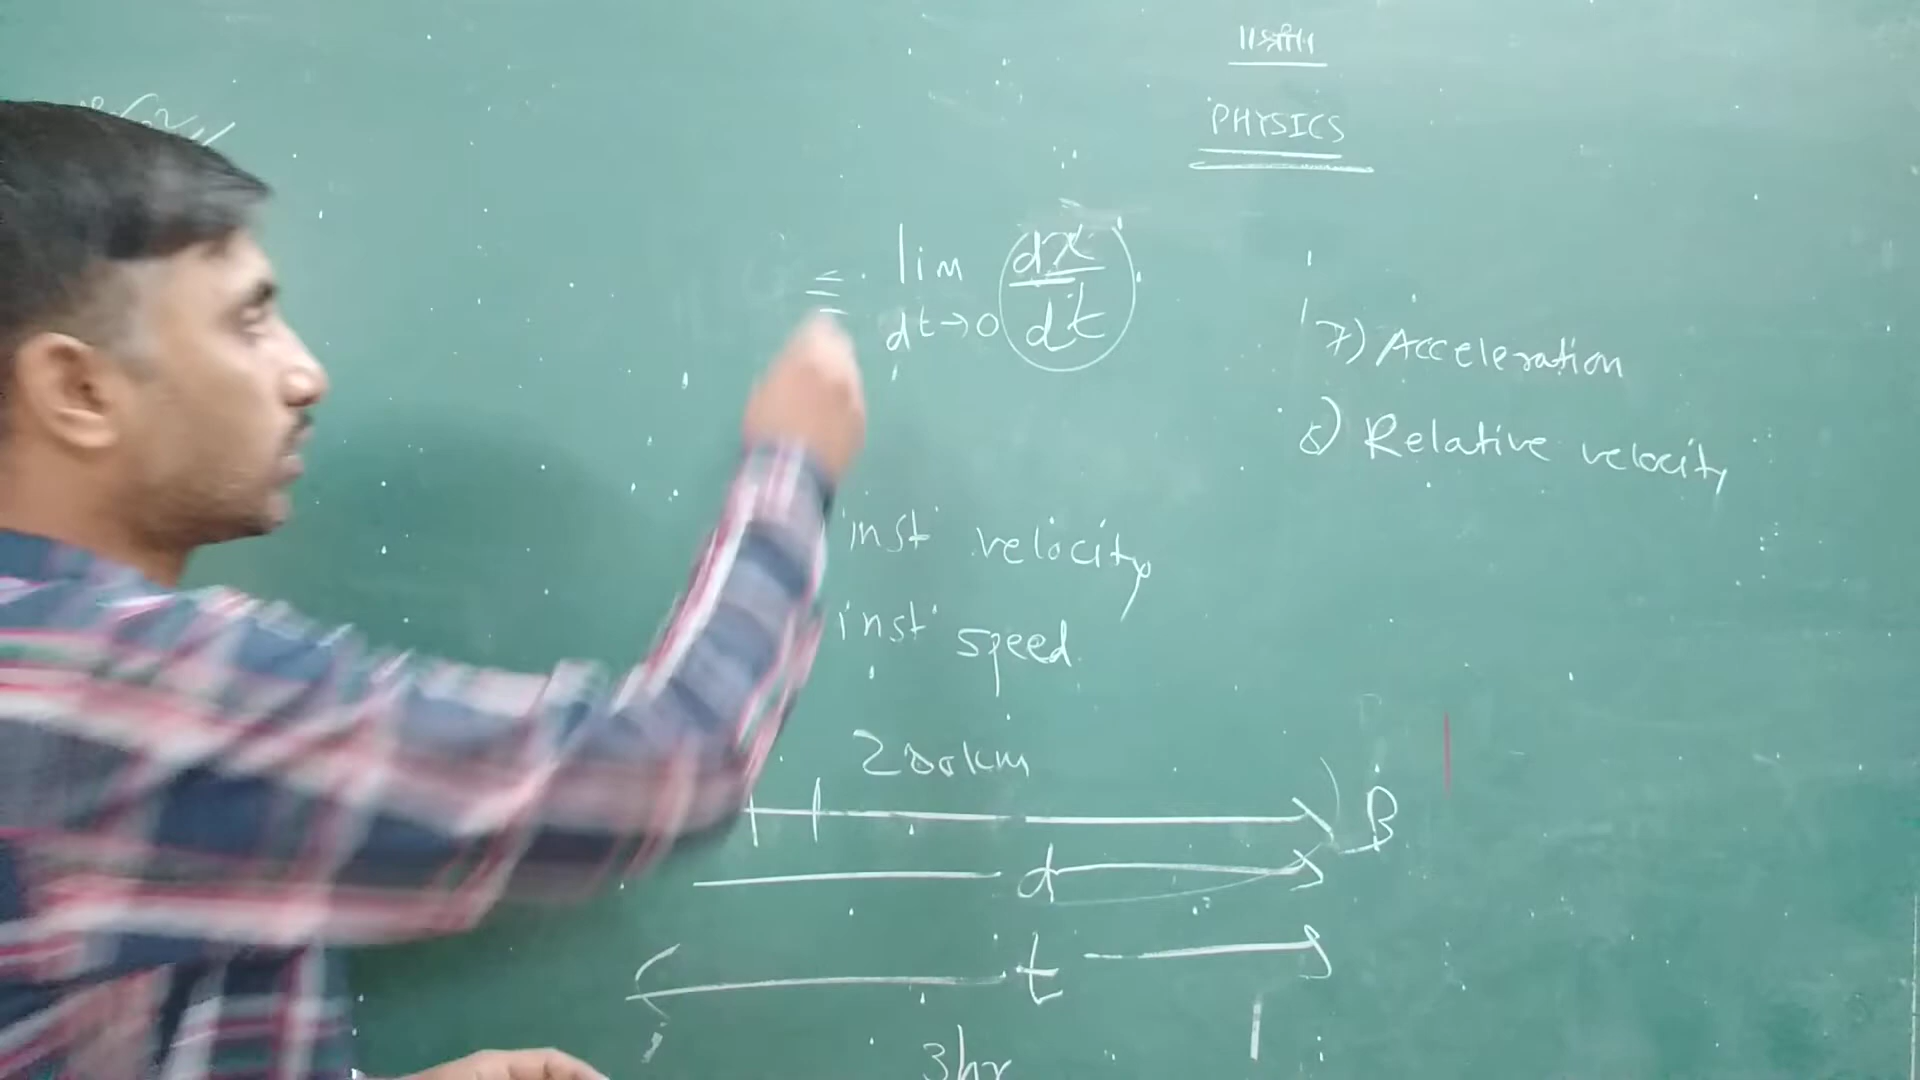 ॥श्री॥
PHYSICS
= lim dx/dt
dt→0
7) Acceleration
8) Relative velocity
inst velocity
inst speed
200km
B
d
t
3hr